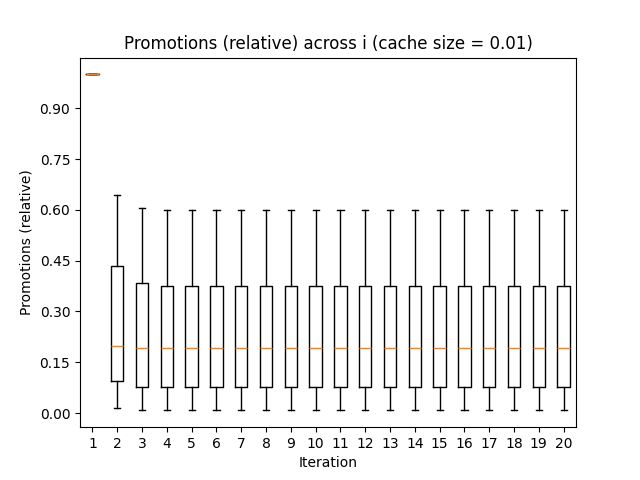 Promotions (relative) across i (cache size = 0.01)
0.90
0.75
0.60
0.45
0.30
0.15
0.00
Promotions (relative)
1 2 3 4 5 6 7 8 9 10 11 12 13 14 15 16 17 18 19 20
Iteration